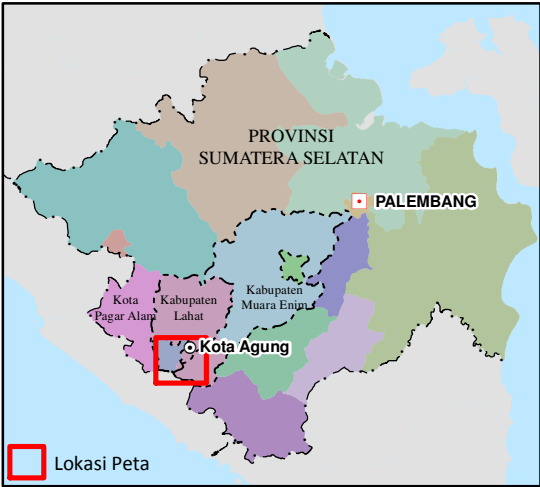 PROVINSI
SUMATERA SELATAN
PALEMBANG
Kota
Pagar Alam
Kabupaten
Lahat
Kabupaten
Muara Enim
Kota Agung
Lokasi Peta